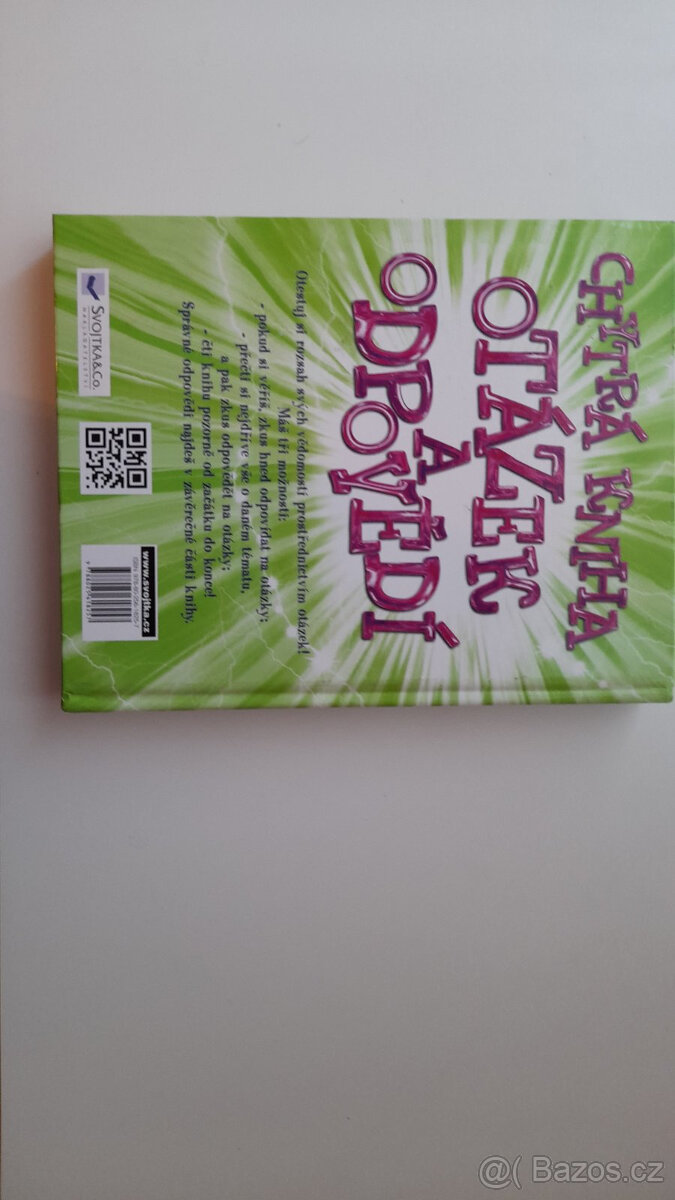 CHYTRÁ KNIHA
OTÁZEK
A
ODPOVĚDÍ
Otestuj si rozsah svých vědomostí prostřednictvím otázek!
Máš tři možnosti:
- pokud si věříš, zkus hned odpovídat na otázky;
- přečti si nejdříve vše o daném tématu,
a pak zkus odpovědět na otázky;
- čti knihu pozorně od začátku do konce!
Správné odpovědi najdeš v závěrečné části knihy.
SVOJTKA&CO.
NAKLADATELSTVÍ
www.svojtka.cz
@( Bazos.cz